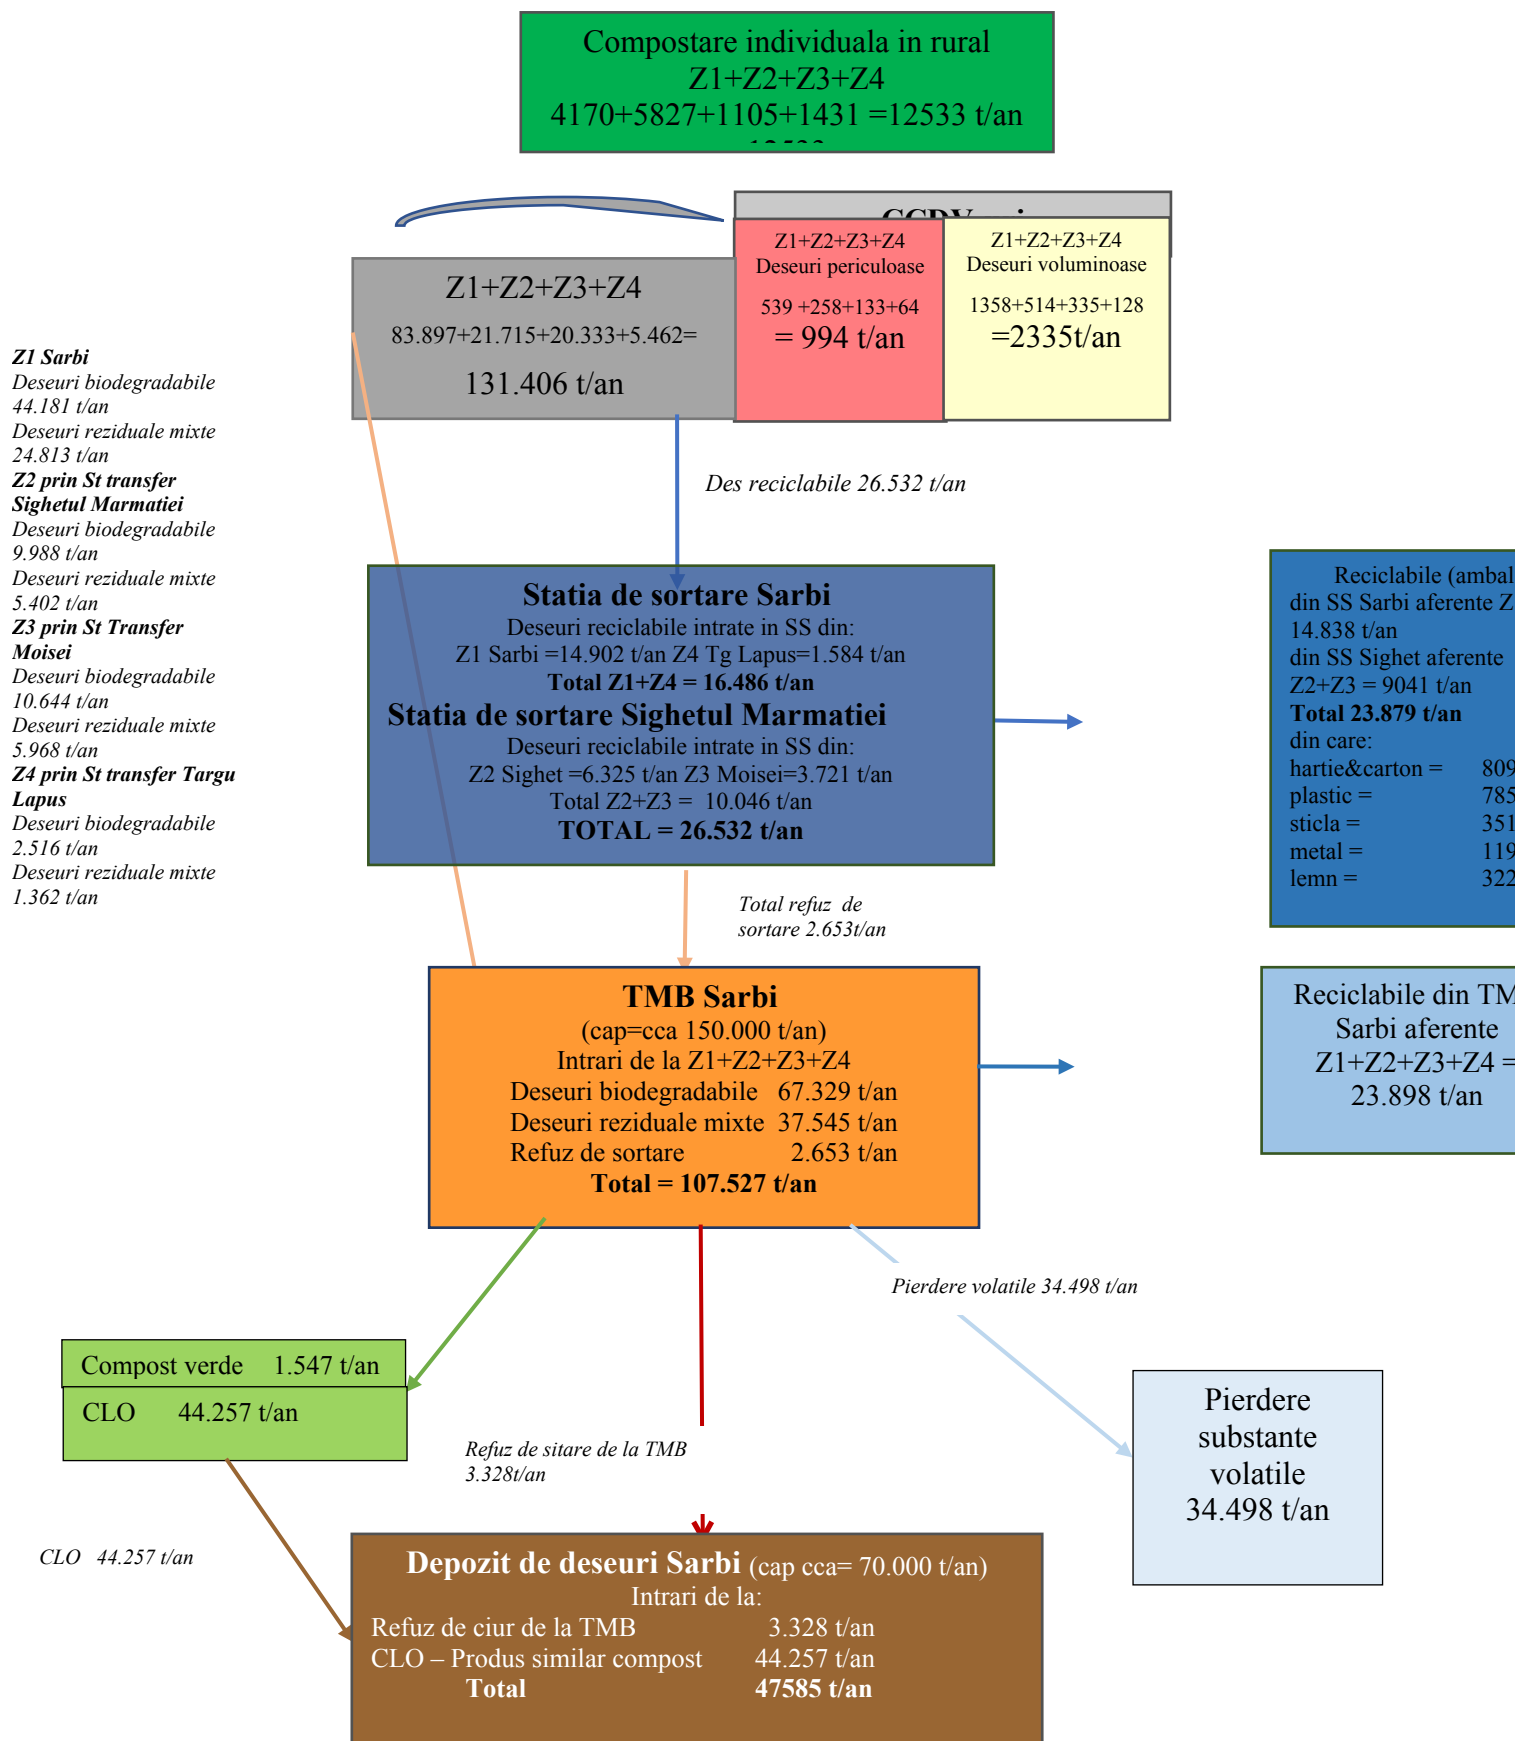 Compostare individuala in rural
Z1+Z2+Z3+Z4
4170+5827+1105+1431 =12533 t/an
Z1+Z2+Z3+Z4
83.897+21.715+20.333+5.462=
131.406 t/an
Z1+Z2+Z3+Z4
Deseuri periculoase
539 +258+133+64
= 994 t/an
Z1+Z2+Z3+Z4
Deseuri voluminoase
1358+514+335+128
=2335t/an
Z1 Sarbi
Deseuri biodegradabile
44.181 t/an
Deseuri reziduale mixte
24.813 t/an
Z2 prin St transfer
Sighetul Marmatiei
Deseuri biodegradabile
9.988 t/an
Deseuri reziduale mixte
5.402 t/an
Z3 prin St Transfer
Moisei
Deseuri biodegradabile
10.644 t/an
Deseuri reziduale mixte
5.968 t/an
Z4 prin St transfer Targu
Lapus
Deseuri biodegradabile
2.516 t/an
Deseuri reziduale mixte
1.362 t/an
Des reciclabile 26.532 t/an
Statia de sortare Sarbi
Deseuri reciclabile intrate in SS din:
Z1 Sarbi =14.902 t/an Z4 Tg Lapus=1.584 t/an
Total Z1+Z4 = 16.486 t/an
Statia de sortare Sighetul Marmatiei
Deseuri reciclabile intrate in SS din:
Z2 Sighet =6.325 t/an Z3 Moisei=3.721 t/an
Total Z2+Z3 = 10.046 t/an
TOTAL = 26.532 t/an
Reciclabile (ambal
din SS Sarbi aferente Z
14.838 t/an
din SS Sighet aferente
Z2+Z3 = 9041 t/an
Total 23.879 t/an
din care:
hartie&carton = 809
plastic = 785
sticla = 351
metal = 119
lemn = 322
Total refuz de
sortare 2.653t/an
TMB Sarbi
(cap=cca 150.000 t/an)
Intrari de la Z1+Z2+Z3+Z4
Deseuri biodegradabile 67.329 t/an
Deseuri reziduale mixte 37.545 t/an
Refuz de sortare 2.653 t/an
Total = 107.527 t/an
Reciclabile din TM
Sarbi aferente
Z1+Z2+Z3+Z4 =
23.898 t/an
Pierdere volatile 34.498 t/an
Compost verde 1.547 t/an
CLO 44.257 t/an
Refuz de sitare de la TMB
3.328t/an
Pierdere
substante
volatile
34.498 t/an
CLO 44.257 t/an
Depozit de deseuri Sarbi (cap cca= 70.000 t/an)
Intrari de la:
Refuz de ciur de la TMB 3.328 t/an
CLO – Produs similar compost 44.257 t/an
Total 47585 t/an